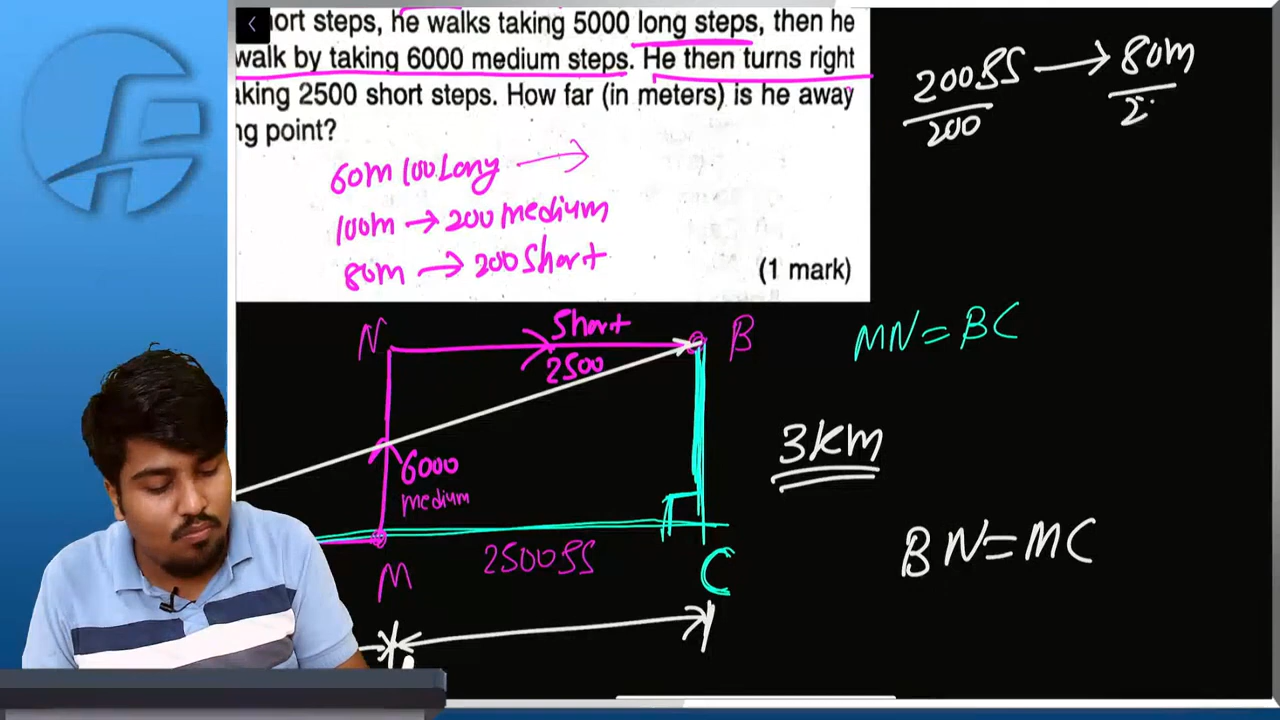 ort steps, he walks taking 5000 long steps, then he
walk by taking 6000 medium steps. He then turns right
king 2500 short steps. How far (in meters) is he away
ng point?
(1 mark)
60m 100 Long →
100m → 200 medium
80m → 200 Short
200SS → 80m
200
2
N
Short
2500
B
6000
medium
M
2500SS
C
MN=BC
3km
BN=MC